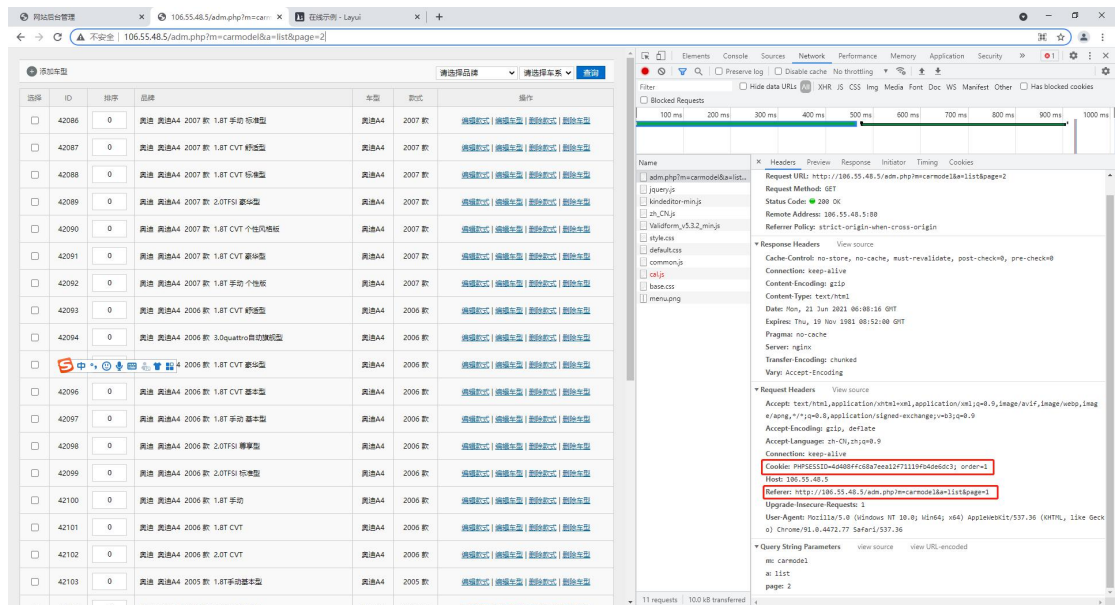 网站后台管理
106.55.48.5/adm.php?m=carm
在线示例 - Layui
不安全 | 106.55.48.5/adm.php?m=carmodel&a=list&page=2
添加车型
请选择品牌
请选择车系
查询
选择 ID 排序 品牌 车型 款式 操作
42086 0 奥迪 奥迪A4 2007 款 1.8T 手动 标准型 奥迪A4 2007 款 编辑款式 | 编辑车型 | 删除款式 | 删除车型
42087 0 奥迪 奥迪A4 2007 款 1.8T CVT 舒适型 奥迪A4 2007 款 编辑款式 | 编辑车型 | 删除款式 | 删除车型
42088 0 奥迪 奥迪A4 2007 款 1.8T CVT 标准型 奥迪A4 2007 款 编辑款式 | 编辑车型 | 删除款式 | 删除车型
42089 0 奥迪 奥迪A4 2007 款 2.0TFSI 豪华型 奥迪A4 2007 款 编辑款式 | 编辑车型 | 删除款式 | 删除车型
42090 0 奥迪 奥迪A4 2007 款 1.8T CVT 个性风格版 奥迪A4 2007 款 编辑款式 | 编辑车型 | 删除款式 | 删除车型
42091 0 奥迪 奥迪A4 2007 款 1.8T CVT 豪华型 奥迪A4 2007 款 编辑款式 | 编辑车型 | 删除款式 | 删除车型
42092 0 奥迪 奥迪A4 2007 款 1.8T 手动 个性版 奥迪A4 2007 款 编辑款式 | 编辑车型 | 删除款式 | 删除车型
42093 0 奥迪 奥迪A4 2006 款 1.8T CVT 舒适型 奥迪A4 2006 款 编辑款式 | 编辑车型 | 删除款式 | 删除车型
42094 0 奥迪 奥迪A4 2006 款 3.0quattro自动旗舰型 奥迪A4 2006 款 编辑款式 | 编辑车型 | 删除款式 | 删除车型
中 4 2006 款 1.8T CVT 豪华型 奥迪A4 2006 款 编辑款式 | 编辑车型 | 删除款式 | 删除车型
42096 0 奥迪 奥迪A4 2006 款 1.8T CVT 基本型 奥迪A4 2006 款 编辑款式 | 编辑车型 | 删除款式 | 删除车型
42097 0 奥迪 奥迪A4 2006 款 1.8T 手动 基本型 奥迪A4 2006 款 编辑款式 | 编辑车型 | 删除款式 | 删除车型
42098 0 奥迪 奥迪A4 2006 款 2.0TFSI 尊享型 奥迪A4 2006 款 编辑款式 | 编辑车型 | 删除款式 | 删除车型
42099 0 奥迪 奥迪A4 2006 款 2.0TFSI 标准型 奥迪A4 2006 款 编辑款式 | 编辑车型 | 删除款式 | 删除车型
42100 0 奥迪 奥迪A4 2006 款 1.8T 手动 奥迪A4 2006 款 编辑款式 | 编辑车型 | 删除款式 | 删除车型
42101 0 奥迪 奥迪A4 2006 款 1.8T CVT 奥迪A4 2006 款 编辑款式 | 编辑车型 | 删除款式 | 删除车型
42102 0 奥迪 奥迪A4 2006 款 2.0T CVT 奥迪A4 2006 款 编辑款式 | 编辑车型 | 删除款式 | 删除车型
42103 0 奥迪 奥迪A4 2005 款 1.8T手动基本型 奥迪A4 2005 款 编辑款式 | 编辑车型 | 删除款式 | 删除车型
Elements Console Sources Network Performance Memory Application Security » 1
Preserve log Disable cache No throttling
Filter Hide data URLs All XHR JS CSS Img Media Font Doc WS Manifest Other Has blocked cookies
Blocked Requests
100 ms 200 ms 300 ms 400 ms 500 ms 600 ms 700 ms 800 ms 900 ms 1000 ms
Name
adm.php?m=carmodel&a=list...
jquery.js
kindeditor-min.js
zh_CN.js
Validform_v5.3.2_min.js
style.css
default.css
common.js
cal.js
base.css
menu.png
11 requests 10.0 kB transferred
Headers Preview Response Initiator Timing Cookies
Request URL: http://106.55.48.5/adm.php?m=carmodel&a=list&page=2
Request Method: GET
Status Code: 200 OK
Remote Address: 106.55.48.5:80
Referrer Policy: strict-origin-when-cross-origin
Response Headers View source
Cache-Control: no-store, no-cache, must-revalidate, post-check=0, pre-check=0
Connection: keep-alive
Content-Encoding: gzip
Content-Type: text/html
Date: Mon, 21 Jun 2021 06:08:16 GMT
Expires: Thu, 19 Nov 1981 08:52:00 GMT
Pragma: no-cache
Server: nginx
Transfer-Encoding: chunked
Vary: Accept-Encoding
Request Headers View source
Accept: text/html,application/xhtml+xml,application/xml;q=0.9,image/avif,image/webp,imag
e/apng,*/*;q=0.8,application/signed-exchange;v=b3;q=0.9
Accept-Encoding: gzip, deflate
Accept-Language: zh-CN,zh;q=0.9
Connection: keep-alive
Cookie: PHPSESSID=4d408ffc68a7eea12f71119fb4de6dc3; order=1
Host: 106.55.48.5
Referer: http://106.55.48.5/adm.php?m=carmodel&a=list&page=1
Upgrade-Insecure-Requests: 1
User-Agent: Mozilla/5.0 (Windows NT 10.0; Win64; x64) AppleWebKit/537.36 (KHTML, like Geck
o) Chrome/91.0.4472.77 Safari/537.36
Query String Parameters view source view URL-encoded
m: carmodel
a: list
page: 2